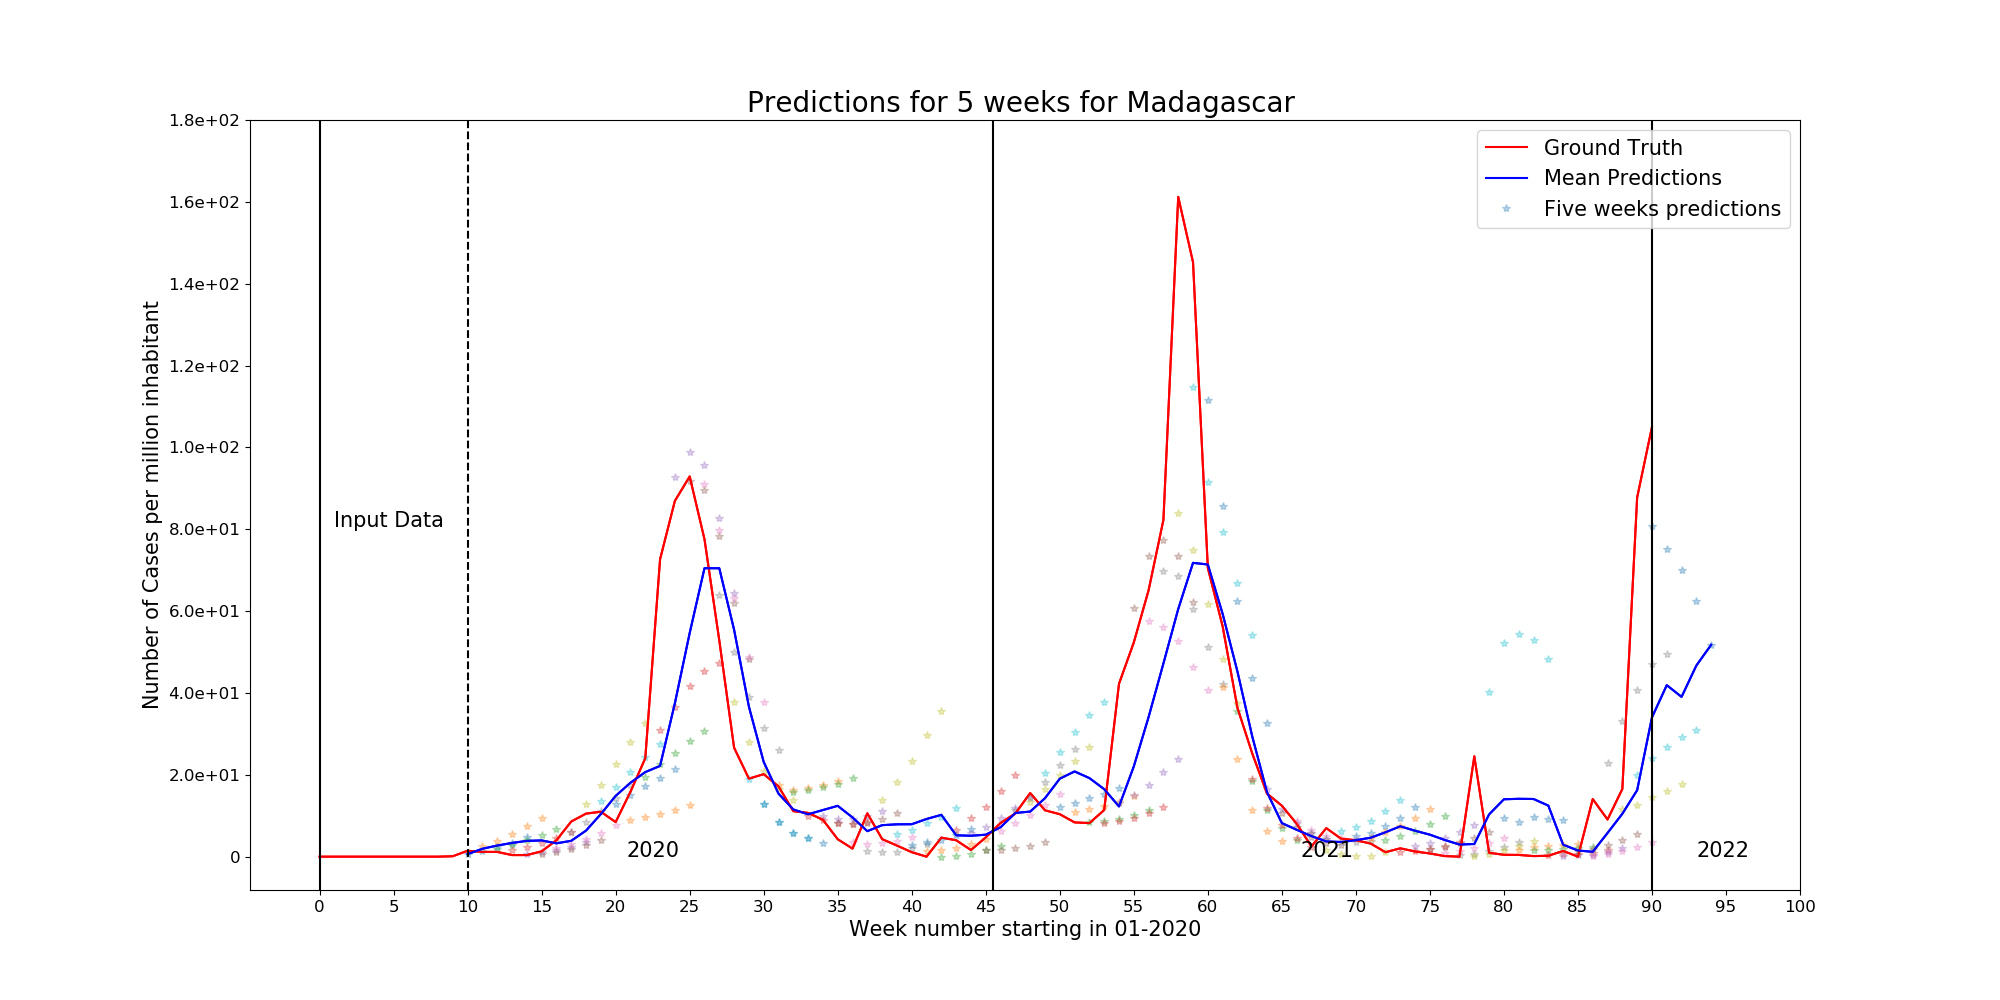 Predictions for 5 weeks for Madagascar
1.8e+02
1.6e+02
1.4e+02
1.2e+02
1.0e+02
8.0e+01
6.0e+01
4.0e+01
2.0e+01
0
Number of Cases per million inhabitant
Ground Truth
Mean Predictions
Five weeks predictions
Input Data
2020
2021
2022
0 5 10 15 20 25 30 35 40 45 50 55 60 65 70 75 80 85 90 95 100
Week number starting in 01-2020